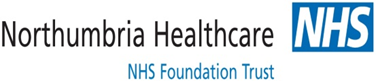 Northumbria Healthcare NHS
NHS Foundation Trust